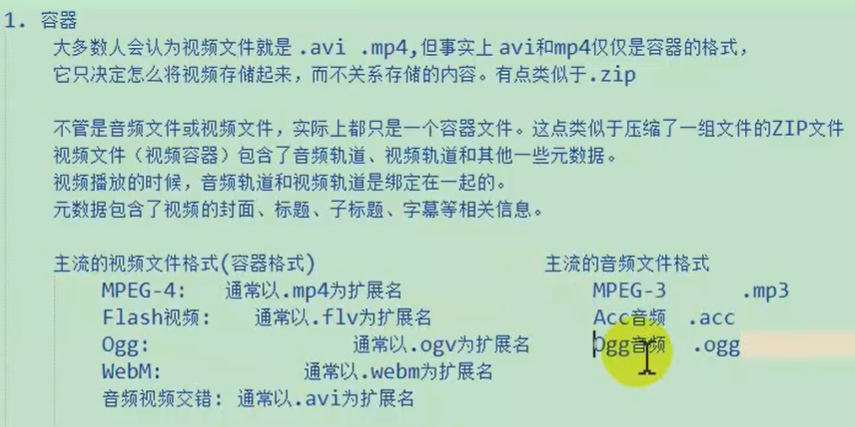 1. 容器
大多数人会认为视频文件就是 .avi .mp4,但事实上 avi和mp4仅仅是容器的格式，
它只决定怎么将视频存储起来，而不关系存储的内容。有点类似于.zip
不管是音频文件或视频文件，实际上都只是一个容器文件。这点类似于压缩了一组文件的ZIP文件
视频文件（视频容器）包含了音频轨道、视频轨道和其他一些元数据。
视频播放的时候，音频轨道和视频轨道是绑定在一起的。
元数据包含了视频的封面、标题、子标题、字幕等相关信息。
主流的视频文件格式(容器格式) 主流的音频文件格式
MPEG-4: 通常以.mp4为扩展名 MPEG-3 .mp3
Flash视频: 通常以.flv为扩展名 Acc音频 .acc
Ogg: 通常以.ogv为扩展名 Ogg音频 .ogg
WebM: 通常以.webm为扩展名
音频视频交错: 通常以.avi为扩展名